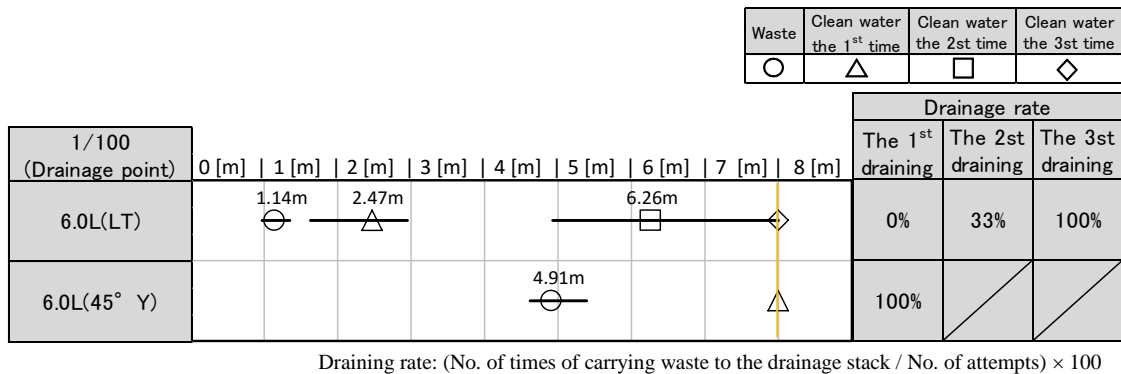 Waste
Clean water
the 1st time
Clean water
the 2st time
Clean water
the 3st time
Drainage rate
1/100
(Drainage point)
0 [m] | 1 [m] | 2 [m] | 3 [m] | 4 [m] | 5 [m] | 6 [m] | 7 [m] | 8 [m]
The 1st
draining
The 2st
draining
The 3st
draining
6.0L(LT)
1.14m
2.47m
6.26m
0%
33%
100%
6.0L(45° Y)
4.91m
100%
Draining rate: (No. of times of carrying waste to the drainage stack / No. of attempts) × 100